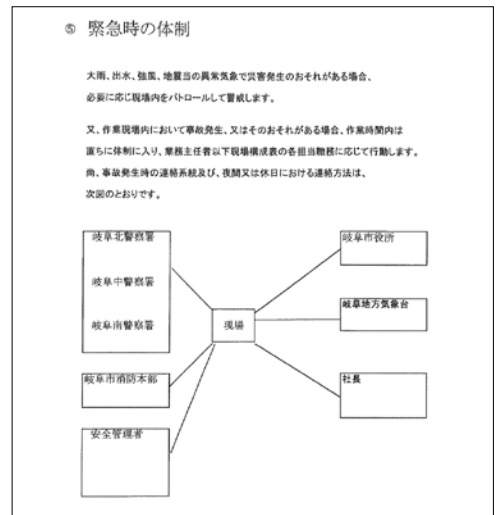 ⑤ 緊急時の体制
大雨、出水、強風、地震当の異常気象で災害発生のおそれがある場合、
必要に応じ現場内をパトロールして警戒します。
又、作業現場内において事故発生、又はそのおそれがある場合、作業時間内は
直ちに体制に入り、業務主任者以下現場構成表の各担当職務に応じて行動します。
尚、事故発生時の連絡系統及び、夜間又は休日における連絡方法は、
次図のとおりです。
岐阜北警察署
岐阜中警察署
岐阜南警察署
岐阜市消防本部
安全管理者
現場
岐阜市役所
岐阜地方気象台
社長